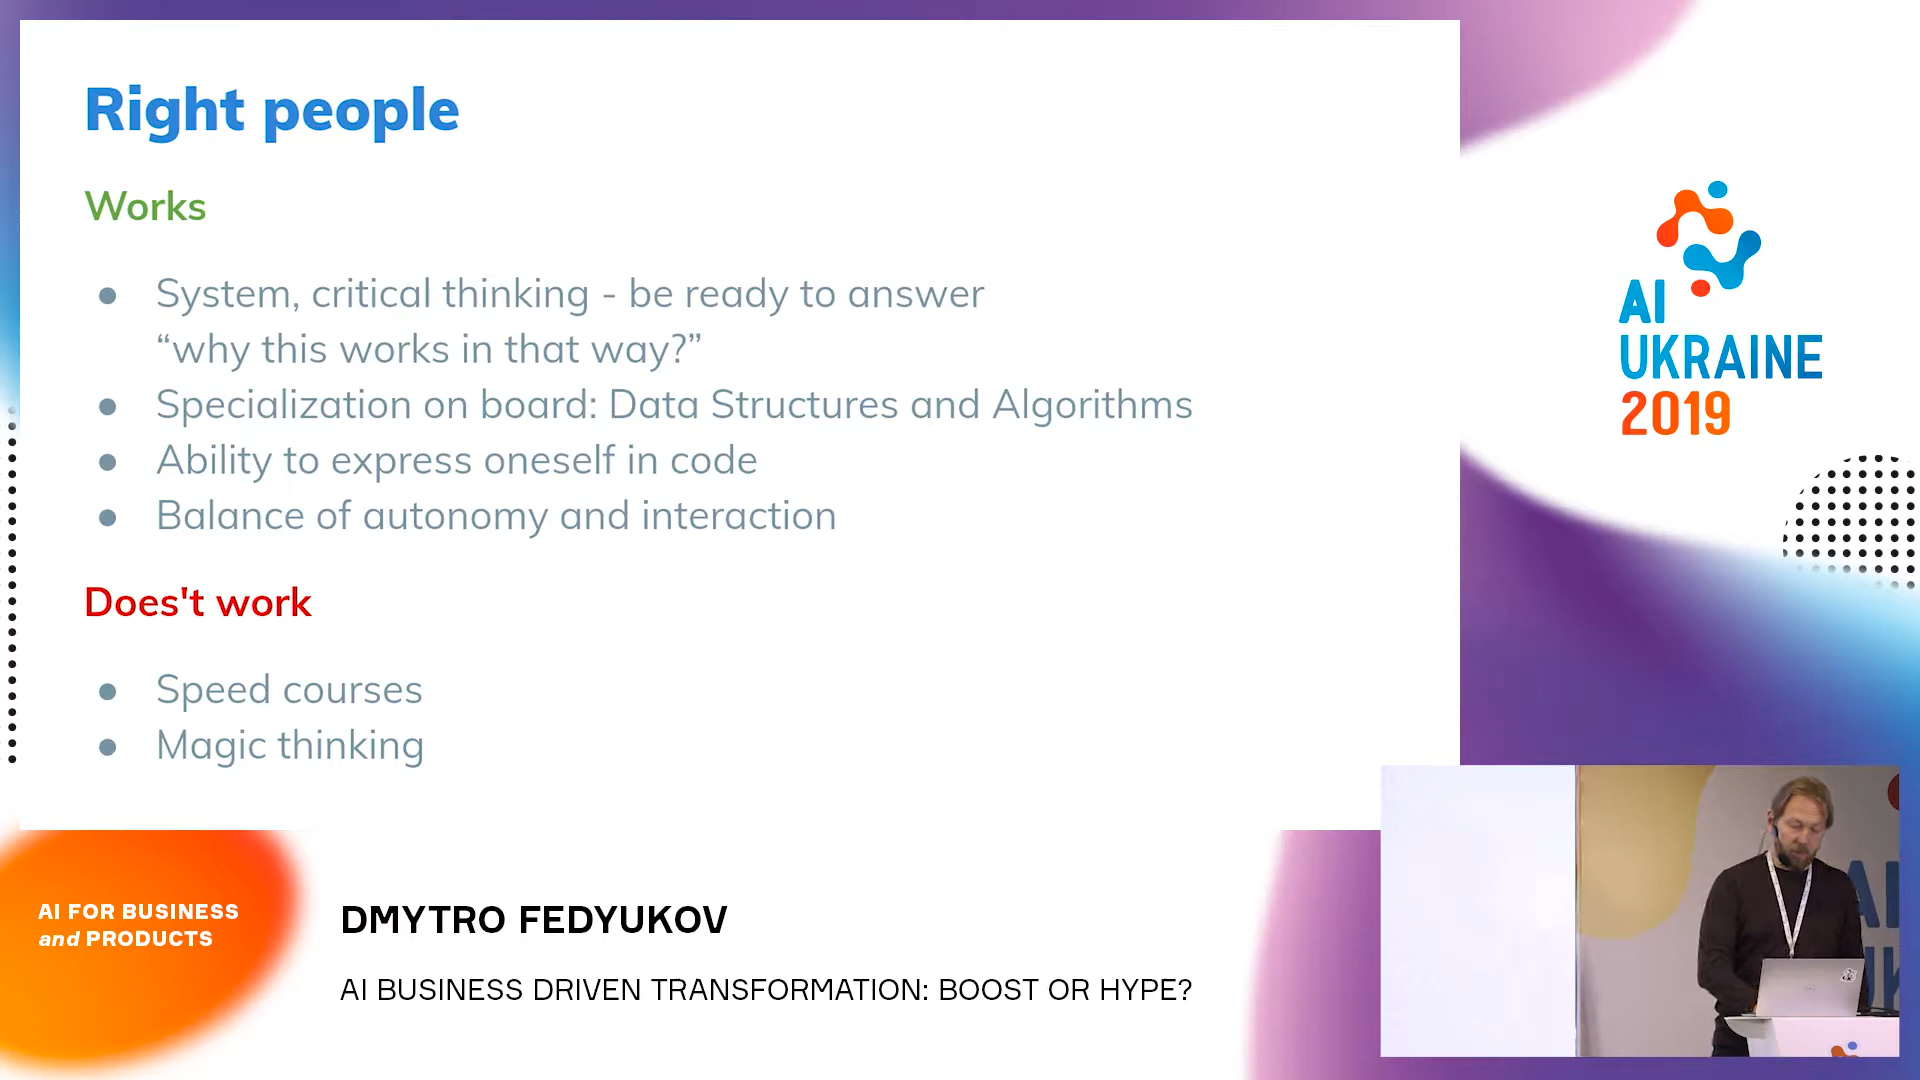 Right people
Works
● System, critical thinking - be ready to answer
“why this works in that way?”
● Specialization on board: Data Structures and Algorithms
● Ability to express oneself in code
● Balance of autonomy and interaction
Does't work
● Speed courses
● Magic thinking
AI
UKRAINE
2019
AI FOR BUSINESS
and PRODUCTS
DMYTRO FEDYUKOV
AI BUSINESS DRIVEN TRANSFORMATION: BOOST OR HYPE?